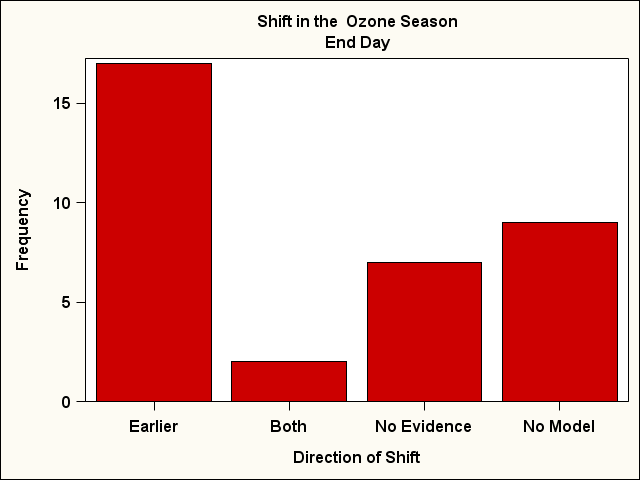 Shift in the  Ozone Season
End Day
15
10
5
0
Frequency
Earlier
Both
No Evidence
No Model
Direction of Shift